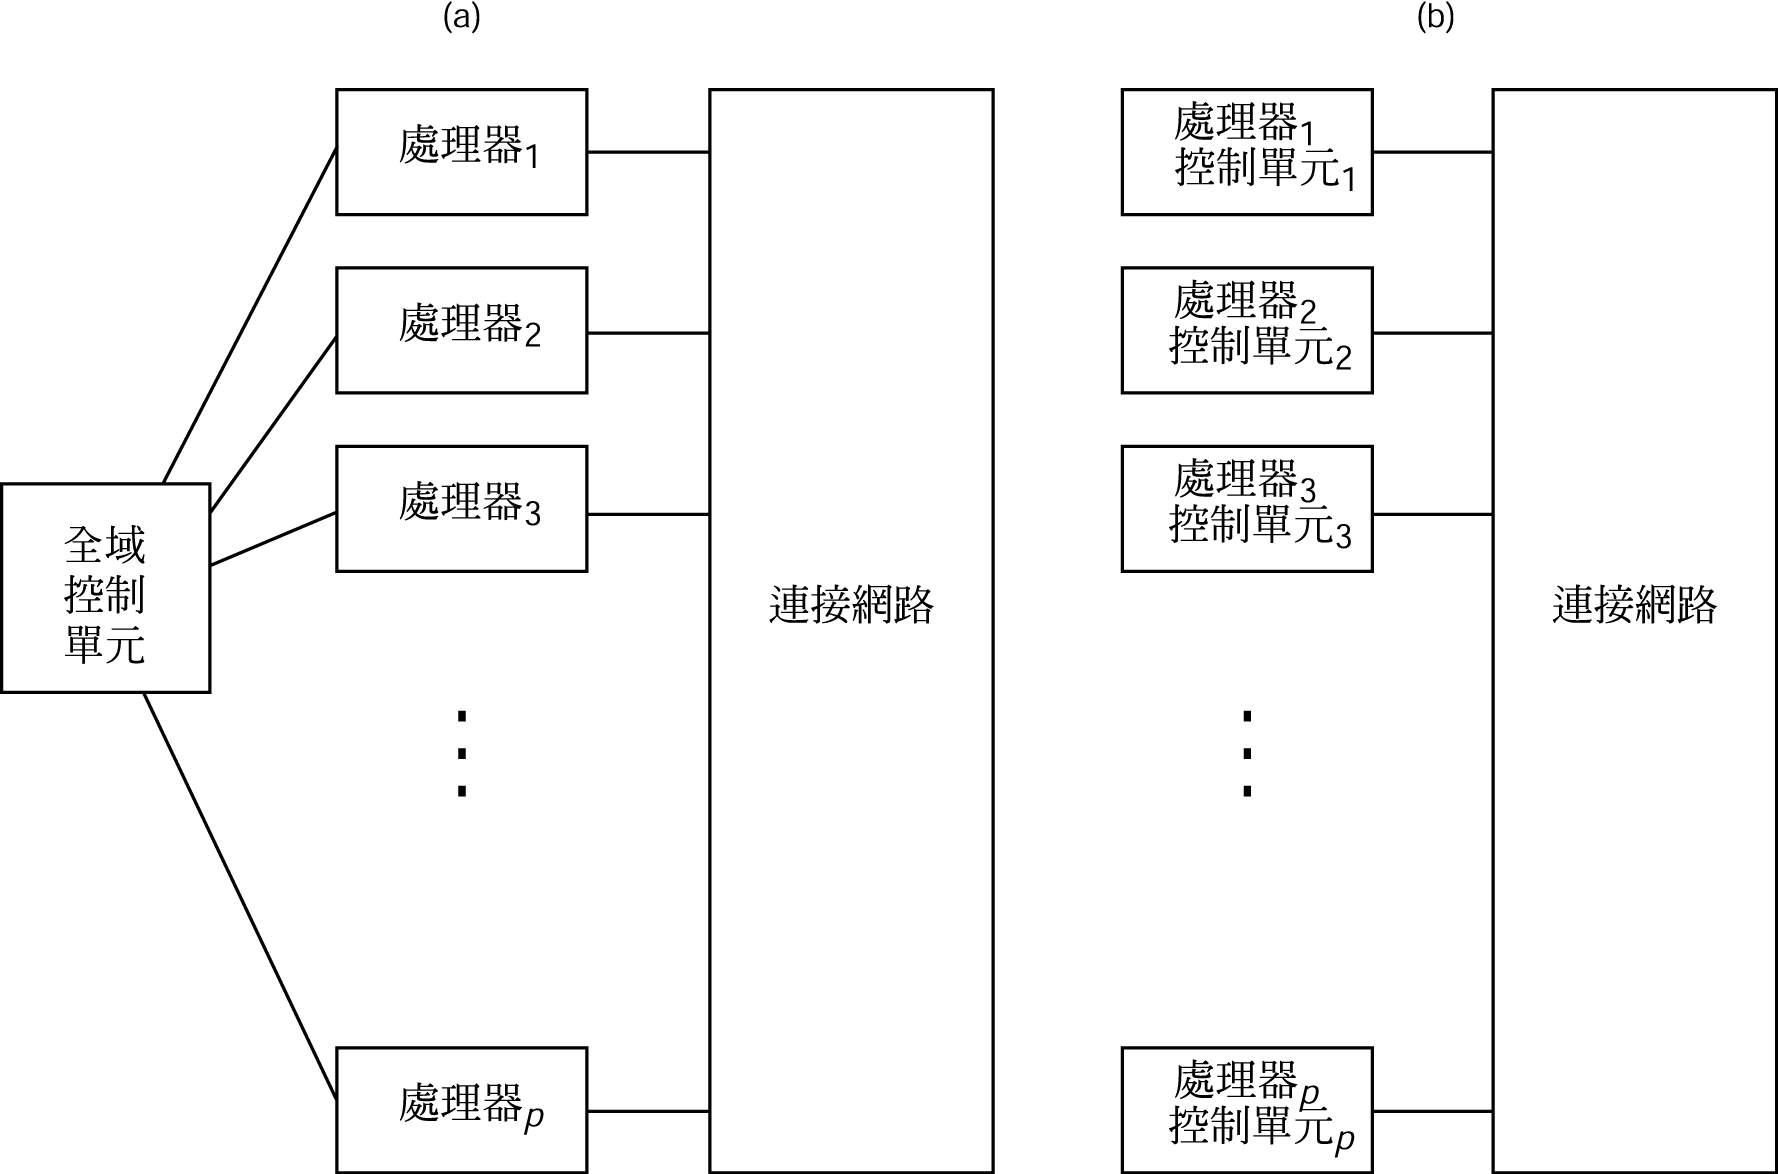 (a)
處理器1
處理器2
處理器3
全域
控制
單元
處理器p
連接網路
(b)
處理器1
控制單元1
處理器2
控制單元2
處理器3
控制單元3
處理器p
控制單元p
連接網路